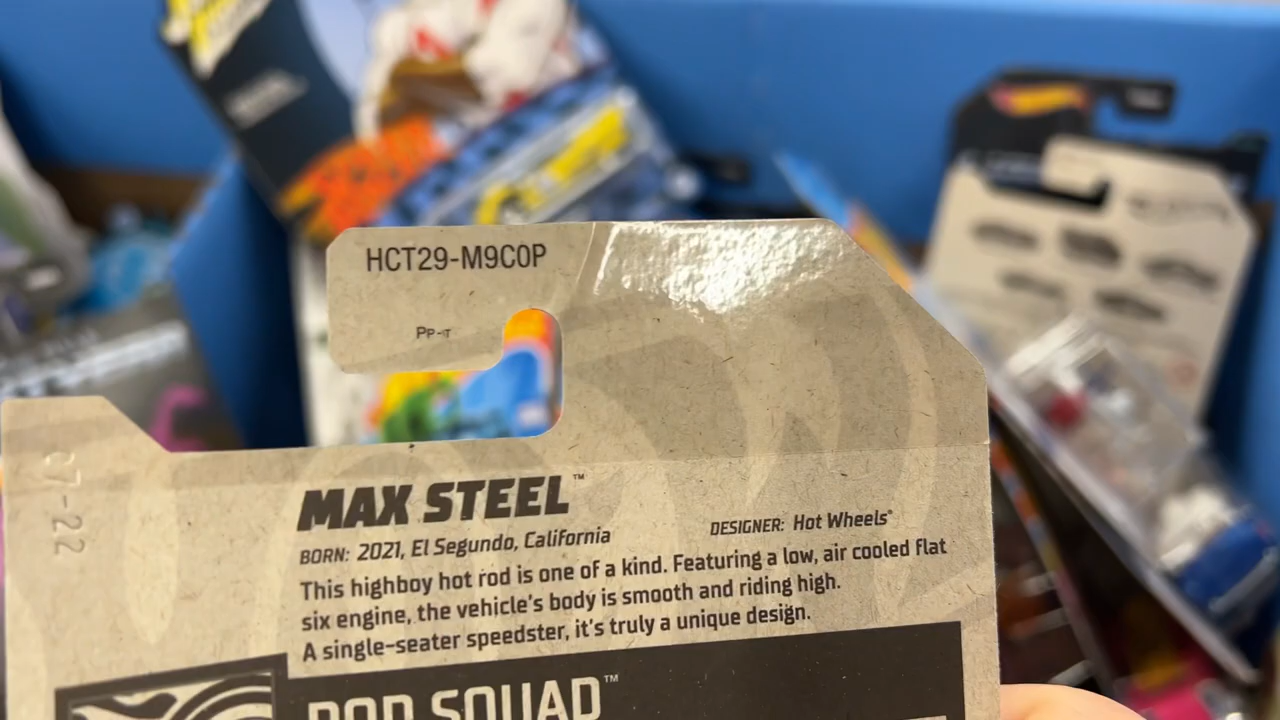 HCT29-M9C0P
PP-IT
C7-22
MAX STEEL™
BORN: 2021, El Segundo, California
DESIGNER: Hot Wheels®
This highboy hot rod is one of a kind. Featuring a low, air cooled flat
six engine, the vehicle's body is smooth and riding high.
A single-seater speedster, it's truly a unique design.
ROD SQUAD™